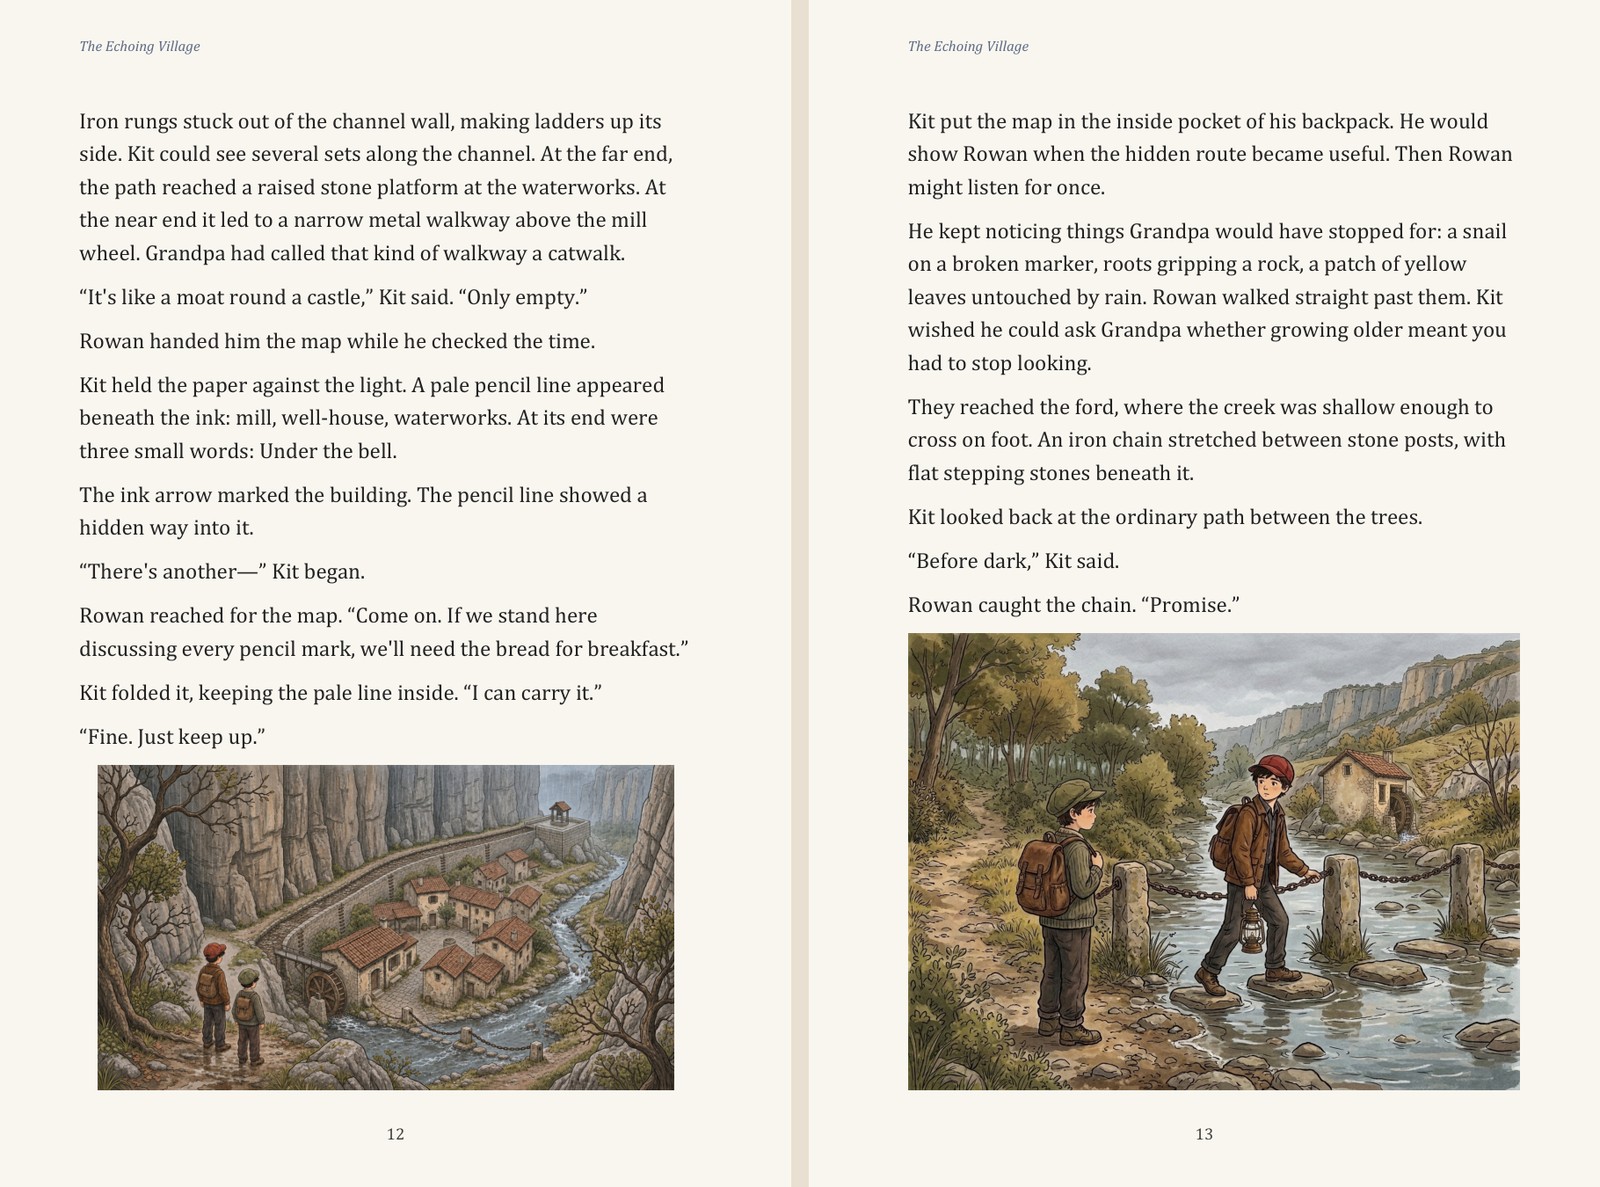 The Echoing Village
Iron rungs stuck out of the channel wall, making ladders up its
side. Kit could see several sets along the channel. At the far end,
the path reached a raised stone platform at the waterworks. At
the near end it led to a narrow metal walkway above the mill
wheel. Grandpa had called that kind of walkway a catwalk.
“It's like a moat round a castle,” Kit said. “Only empty.”
Rowan handed him the map while he checked the time.
Kit held the paper against the light. A pale pencil line appeared
beneath the ink: mill, well-house, waterworks. At its end were
three small words: Under the bell.
The ink arrow marked the building. The pencil line showed a
hidden way into it.
“There's another—” Kit began.
Rowan reached for the map. “Come on. If we stand here
discussing every pencil mark, we'll need the bread for breakfast.”
Kit folded it, keeping the pale line inside. “I can carry it.”
“Fine. Just keep up.”
12
The Echoing Village
Kit put the map in the inside pocket of his backpack. He would
show Rowan when the hidden route became useful. Then Rowan
might listen for once.
He kept noticing things Grandpa would have stopped for: a snail
on a broken marker, roots gripping a rock, a patch of yellow
leaves untouched by rain. Rowan walked straight past them. Kit
wished he could ask Grandpa whether growing older meant you
had to stop looking.
They reached the ford, where the creek was shallow enough to
cross on foot. An iron chain stretched between stone posts, with
flat stepping stones beneath it.
Kit looked back at the ordinary path between the trees.
“Before dark,” Kit said.
Rowan caught the chain. “Promise.”
13